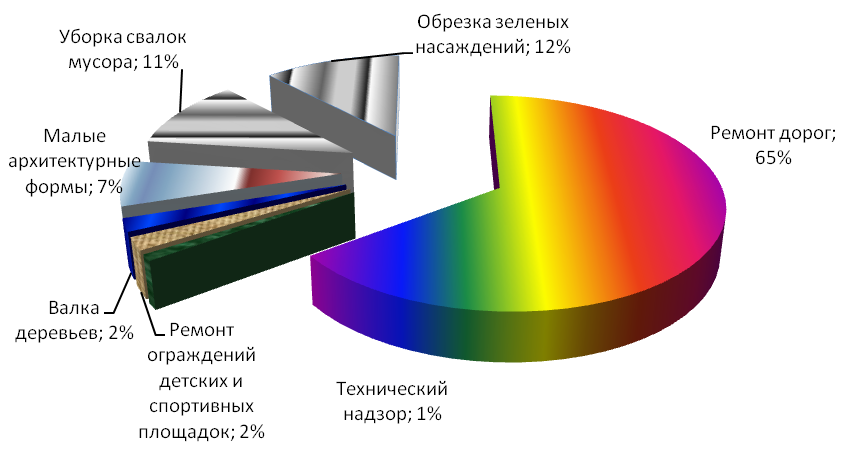 Обрезка зеленых
насаждений; 12%
Уборка свалок
мусора; 11%
Малые
архитектурные
формы; 7%
Ремонт дорог;
65%
Валка
деревьев; 2%
Ремонт
ограждений
детских и
спортивных
площадок; 2%
Технический
надзор; 1%